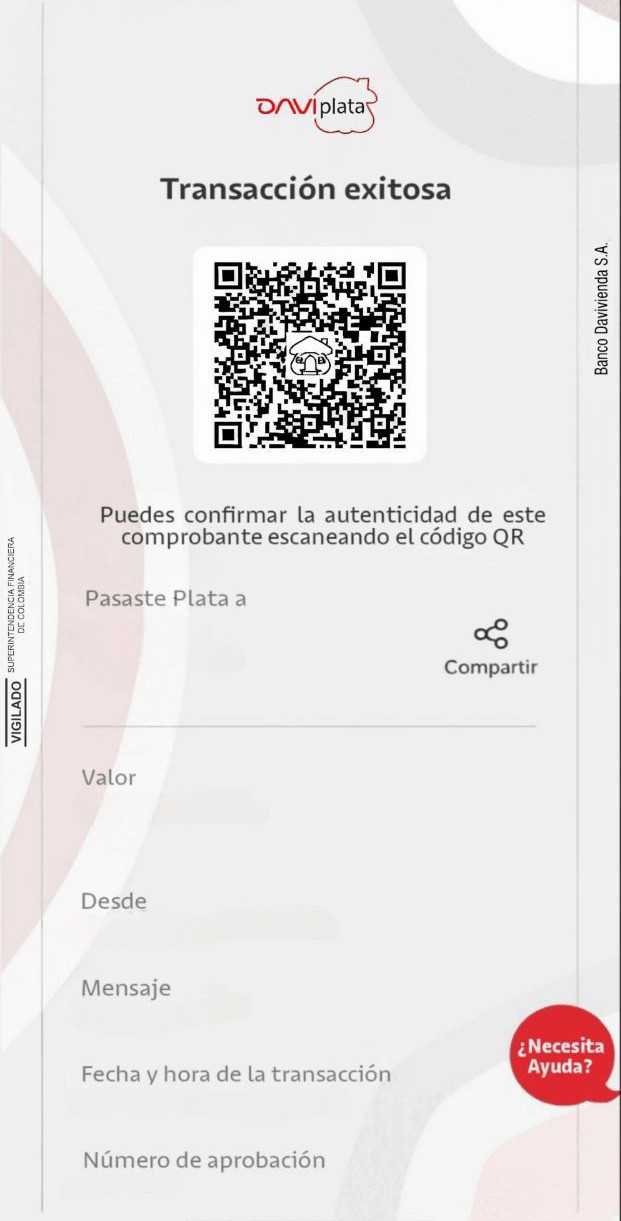 DAVIplata
Transacción exitosa
Banco Davivienda S.A.
Puedes confirmar la autenticidad de este
comprobante escaneando el código QR
Pasaste Plata a
Compartir
VIGILADO SUPERINTENDENCIA FINANCIERA
DE COLOMBIA
Valor
Desde
Mensaje
¿Necesita
Ayuda?
Fecha y hora de la transacción
Número de aprobación